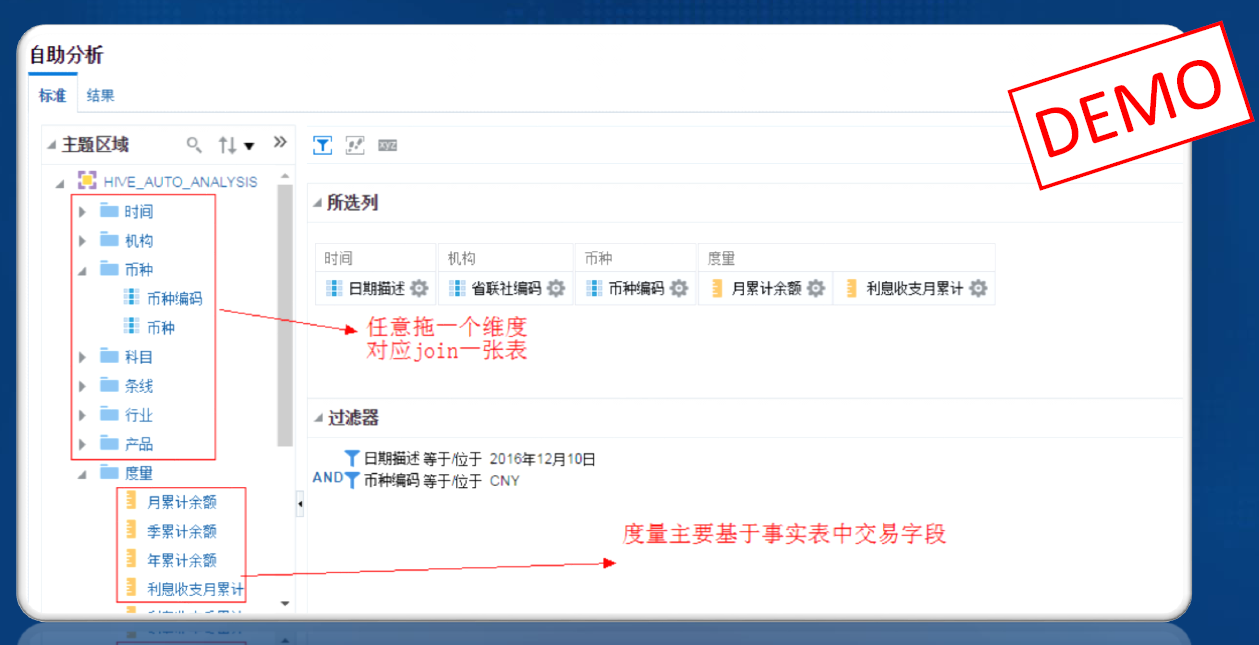 自助分析
DEMO
标准 结果
主题区域
HIVE_AUTO_ANALYSIS
时间
机构
币种
币种编码
币种
科目
条线
行业
产品
度量
月累计余额
季累计余额
年累计余额
利息收支月累计
xyz
所选列
时间 机构 币种 度量
日期描述 省联社编码 币种编码 月累计余额 利息收支月累计
任意拖一个维度
对应join一张表
过滤器
日期描述 等于/位于 2016年12月10日
AND 币种编码 等于/位于 CNY
度量主要基于事实表中交易字段